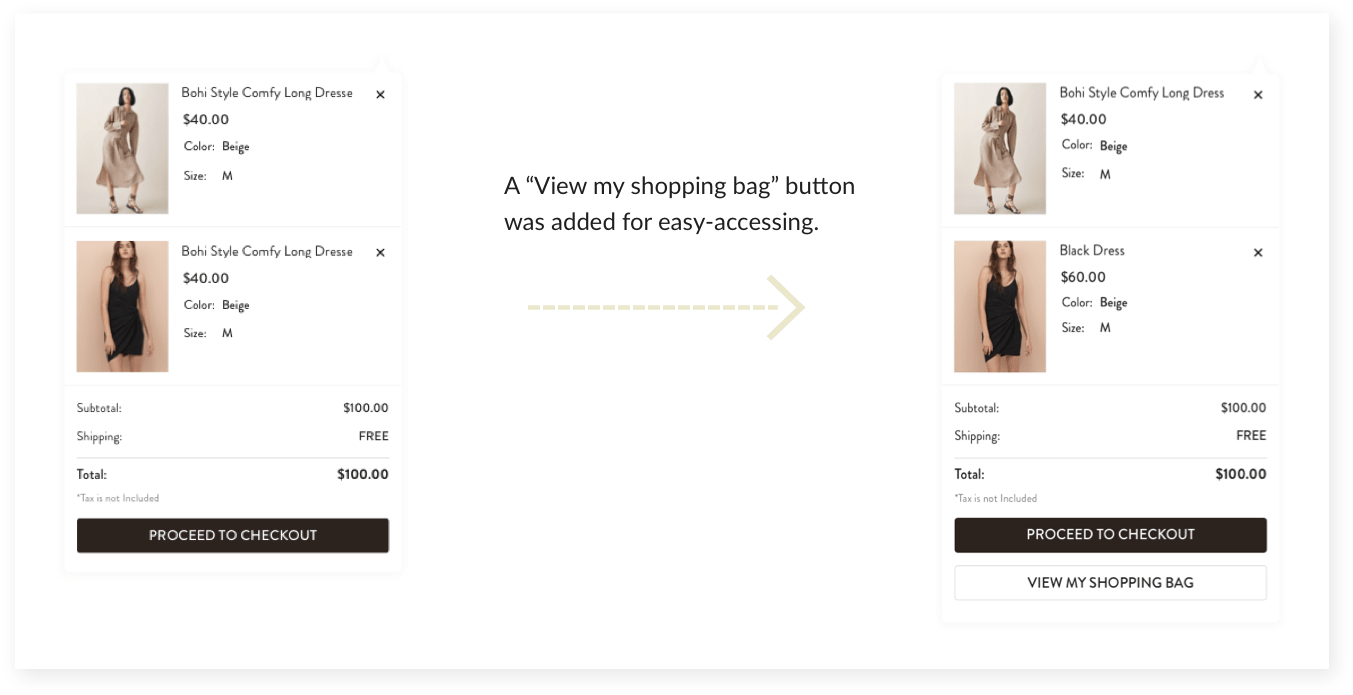 Bohi Style Comfy Long Dresse ×
$40.00
Color: Beige
Size: M
Bohi Style Comfy Long Dresse ×
$40.00
Color: Beige
Size: M
Subtotal: $100.00
Shipping: FREE
Total: $100.00
*Tax is not Included
PROCEED TO CHECKOUT
A “View my shopping bag” button
was added for easy-accessing.
Bohi Style Comfy Long Dress ×
$40.00
Color: Beige
Size: M
Black Dress ×
$60.00
Color: Beige
Size: M
Subtotal: $100.00
Shipping: FREE
Total: $100.00
*Tax is not Included
PROCEED TO CHECKOUT
VIEW MY SHOPPING BAG